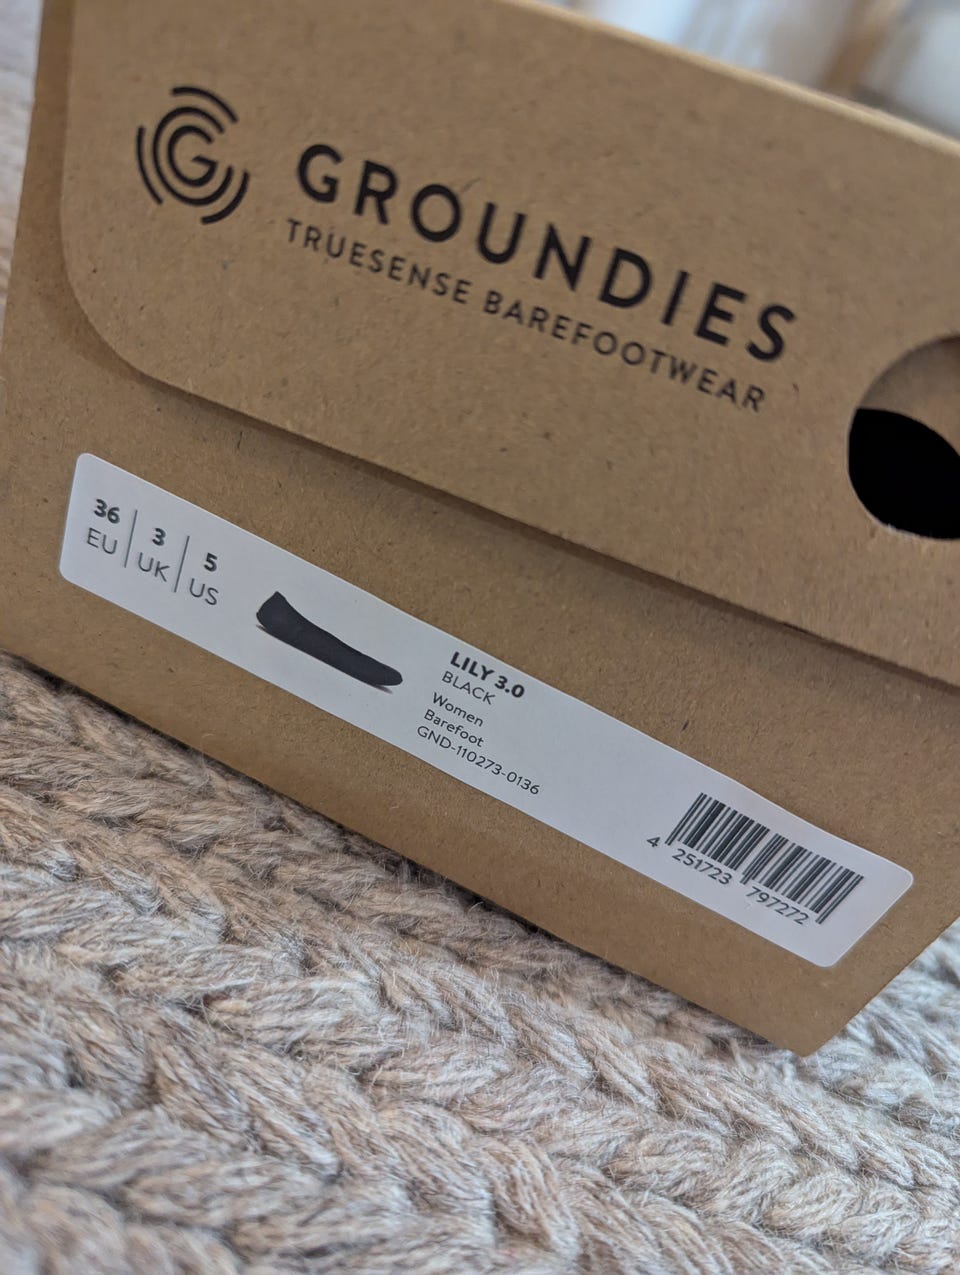 G
GROUNDIES
TRUESENSE BAREFOOTWEAR
36 3 5
EU UK US
LILY 3.0
BLACK
Women
Barefoot
GND-110273-0136
4 251723 797272